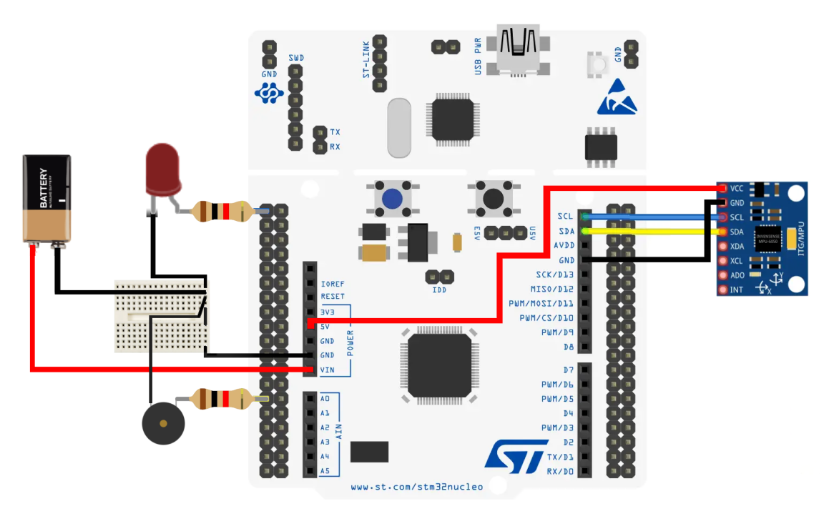 BATTERY
GND
SWD
ST-LINK
USB PWR
GND
TX
RX
E5V
U5V
IDD
IOREF
RESET
3V3
5V
GND
GND
VIN
POWER
A0
A1
A2
A3
A4
A5
AIN
SCL
SDA
AVDD
GND
SCK/D13
MISO/D12
PWM/MOSI/D11
PWM/CS/D10
PWM/D9
D8
D7
PWM/D6
PWM/D5
D4
PWM/D3
D2
TX/D1
RX/D0
ST
www.st.com/stm32nucleo
VCC
GND
SCL
SDA
XDA
XCL
ADO
INT
ITG/MPU
X
Y